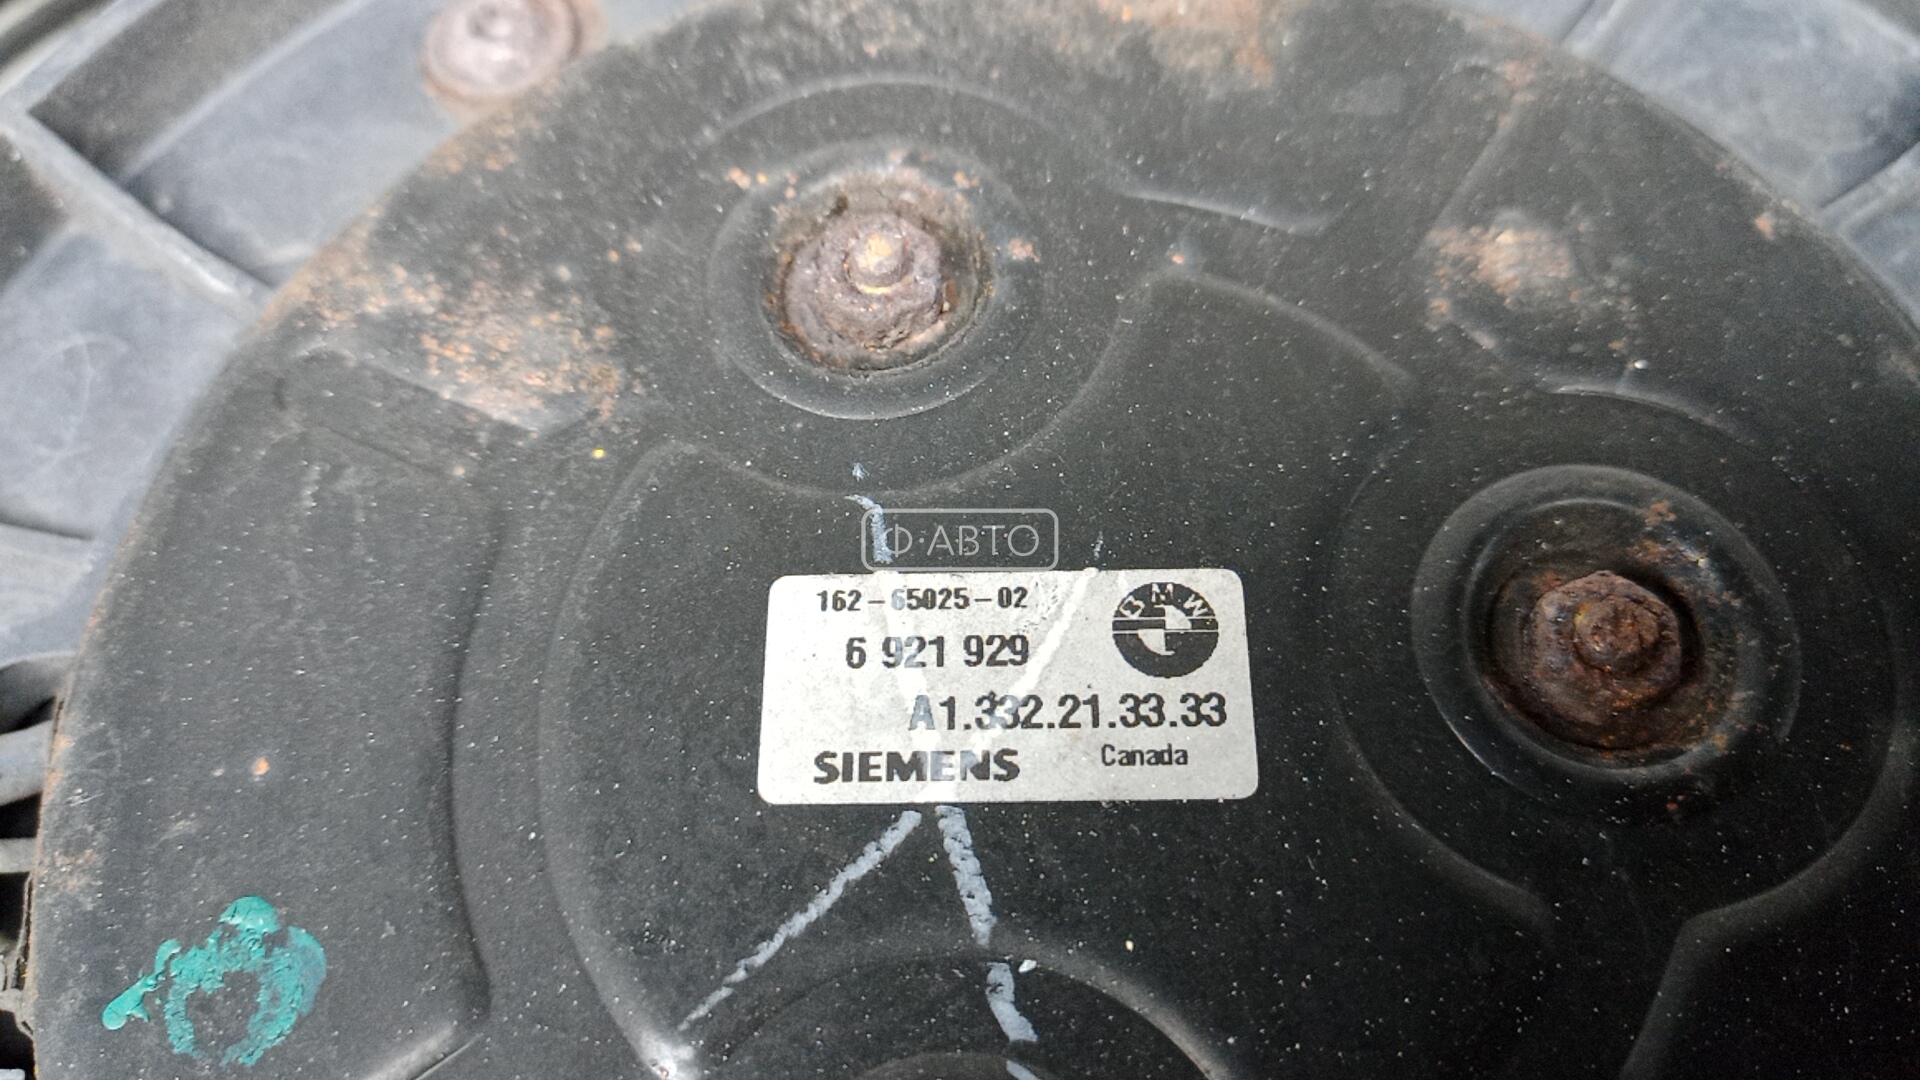 Ф·АВТО
162-65025-02
BMW
6 921 929
A1.332.21.33.33
SIEMENS Canada